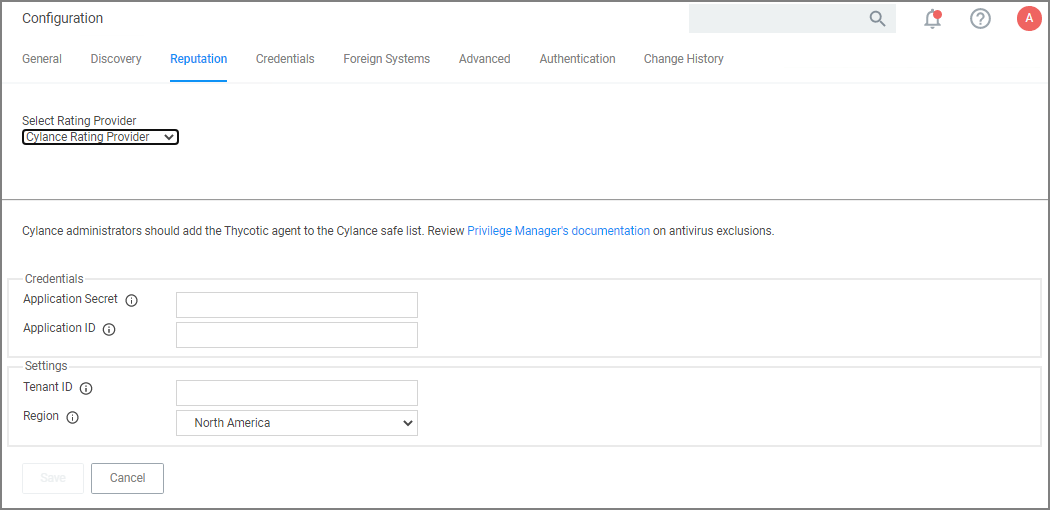 Configuration
A
General Discovery Reputation Credentials Foreign Systems Advanced Authentication Change History
Select Rating Provider
Cylance Rating Provider
Cylance administrators should add the Thycotic agent to the Cylance safe list. Review Privilege Manager's documentation on antivirus exclusions.
Credentials
Application Secret
Application ID
Settings
Tenant ID
Region North America
Save Cancel